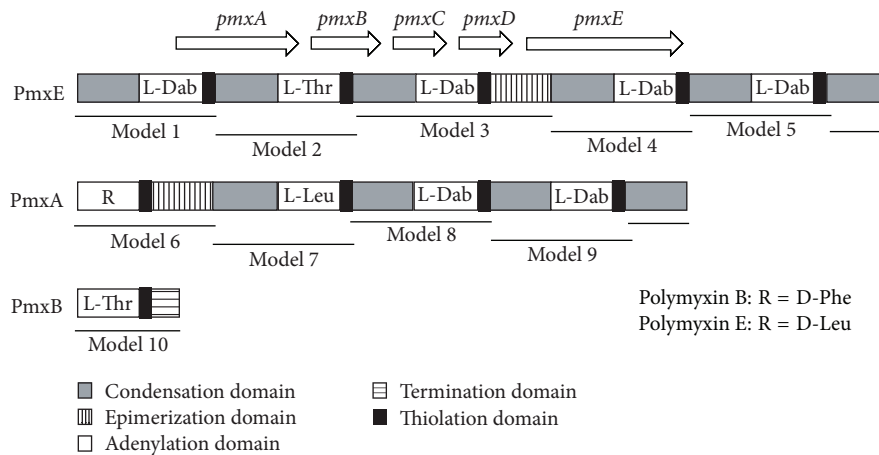 pmxA pmxB pmxC pmxD pmxE
PmxE L-Dab L-Thr L-Dab L-Dab L-Dab
Model 1 Model 2 Model 3 Model 4 Model 5
PmxA R L-Leu L-Dab L-Dab
Model 6 Model 7 Model 8 Model 9
PmxB L-Thr
Model 10
Polymyxin B: R = D-Phe
Polymyxin E: R = D-Leu
Condensation domain
Epimerization domain
Adenylation domain
Termination domain
Thiolation domain